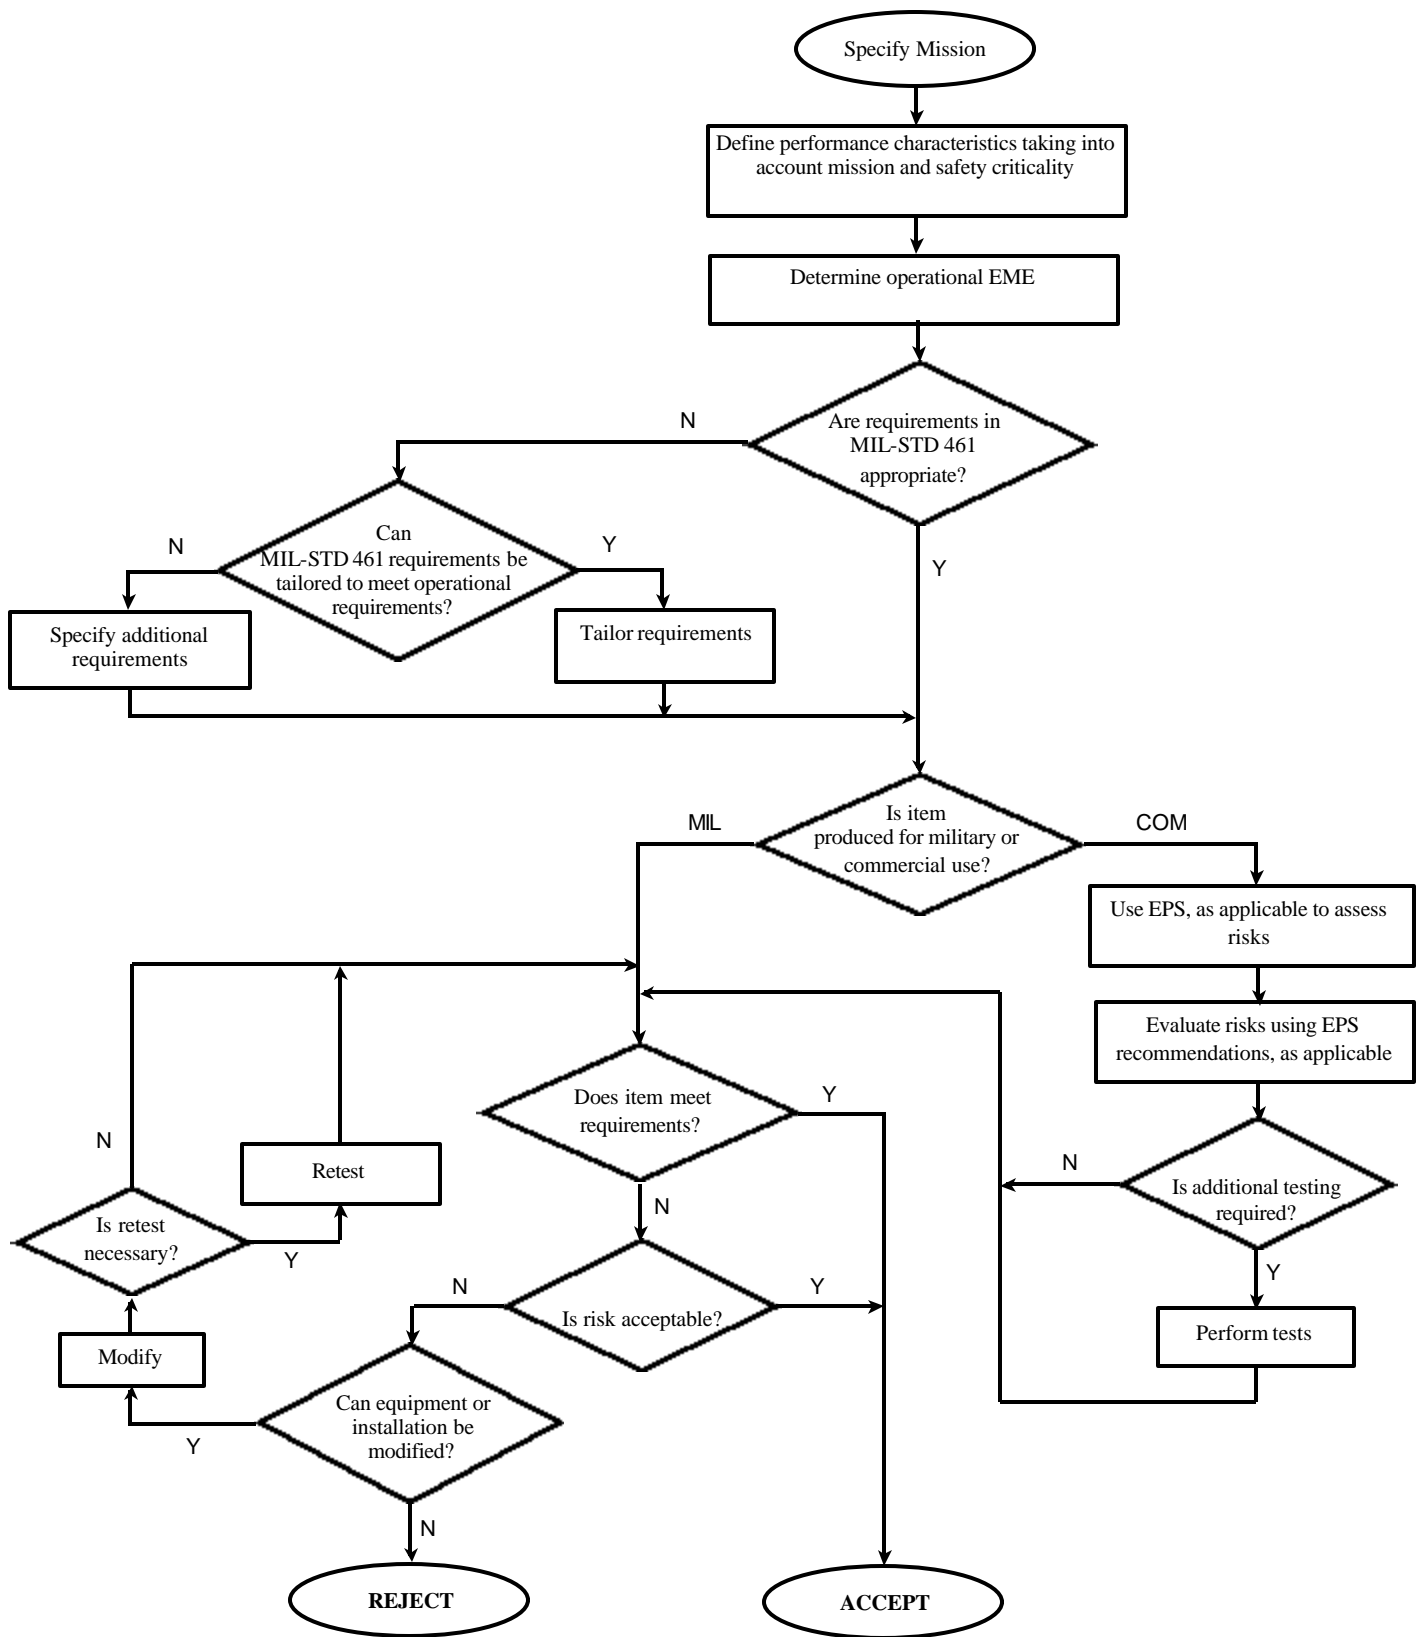 Specify Mission
Define performance characteristics taking into
account mission and safety criticality
Determine operational EME
Are requirements in
MIL-STD 461
appropriate?
N
Y
Can
MIL-STD 461 requirements be
tailored to meet operational
requirements?
N
Y
Specify additional
requirements
Tailor requirements
Is item
produced for military or
commercial use?
MIL
COM
Use EPS, as applicable to assess
risks
Evaluate risks using EPS
recommendations, as applicable
Is additional testing
required?
N
Y
Perform tests
Does item meet
requirements?
Y
N
Is risk acceptable?
N
Y
Can equipment or
installation be
modified?
Y
N
Modify
Is retest
necessary?
N
Y
Retest
REJECT
ACCEPT